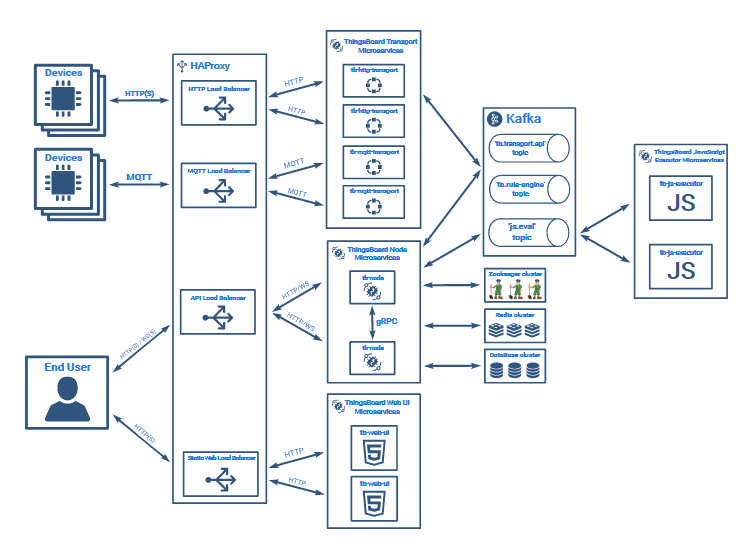 Devices
HTTP(S)
Devices
MQTT
End User
HTTP(S) / WS(S)
HTTP(S)
HAProxy
HTTP Load Balancer
MQTT Load Balancer
API Load Balancer
Static Web Load Balancer
HTTP
HTTP
MQTT
MQTT
HTTP/WS
HTTP/WS
HTTP
HTTP
ThingsBoard Transport
Microservices
tb-http-transport
tb-http-transport
tb-mqtt-transport
tb-mqtt-transport
ThingsBoard Node
Microservices
tb-node
gRPC
tb-node
ThingsBoard Web UI
Microservices
tb-web-ui
tb-web-ui
Kafka
'tb.transport.api'
topic
'tb.rule-engine'
topic
'js.eval'
topic
Zookeeper cluster
Redis cluster
DataBase cluster
ThingsBoard JavaScript
Executor Microservices
tb-js-executor
JS
tb-js-executor
JS